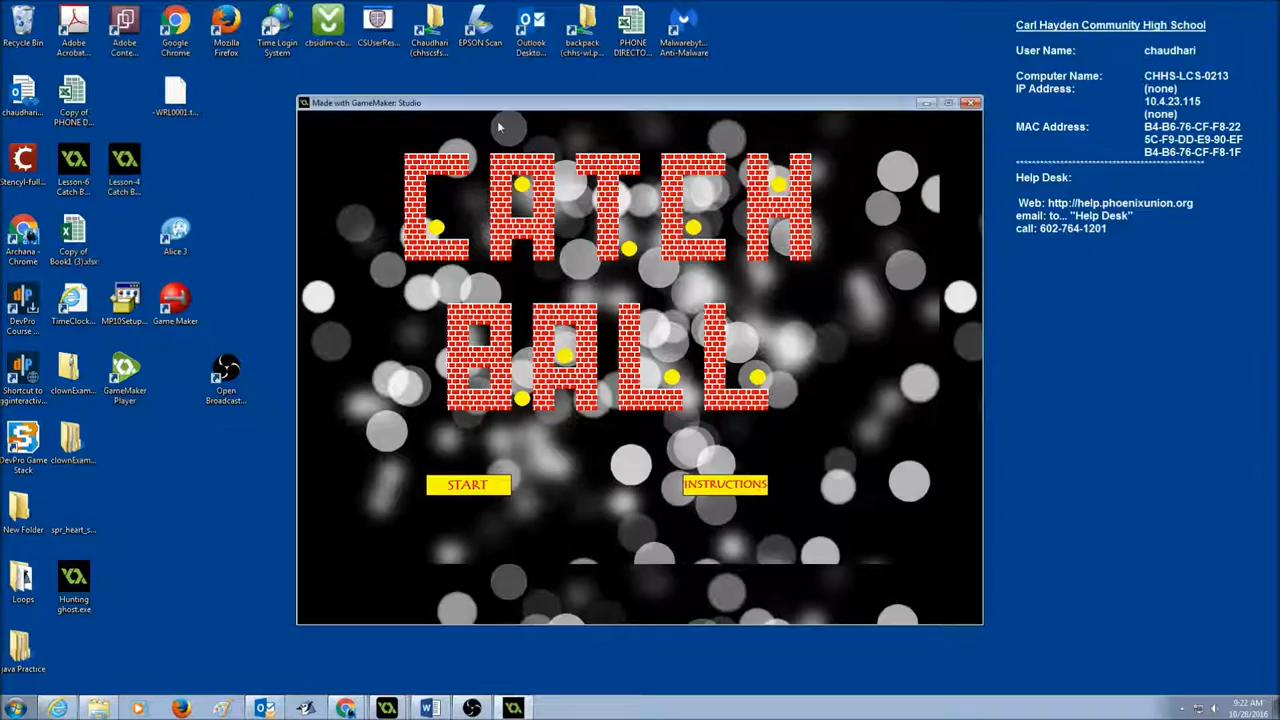 Recycle Bin
Adobe Acrobat...
Adobe Conte...
Google Chrome
Mozilla Firefox
Time Login System
cbsidlm-cb...
CSUserRes...
Chaudhari (chhscsfs...
EPSON Scan
Outlook Deskto...
backpack (chhs-wl.p...
PHONE DIRECTO...
Malwarebyt... Anti-Malware
chaudhari...
Copy of PHONE D...
~WRL0001.t...
Stencyl-full...
Lesson-6 Catch B...
Lesson-4 Catch B...
Archana - Chrome
Copy of Book1 (3).xlsx
Alice 3
DevPro Course...
TimeClock...
MP10Setup...
Game Maker
Shortcut to gginteractiv...
clownExam...
GameMaker Player
Open Broadcast...
DevPro Game Stack
clownExam...
New Folder
spr_heart_s...
Loops
Hunting ghost.exe
java Practice
Made with GameMaker: Studio
CATCH
BALL
START
INSTRUCTIONS
Carl Hayden Community High School
User Name: chaudhari
Computer Name: CHHS-LCS-0213
IP Address: (none)
10.4.23.115
(none)
MAC Address: B4-B6-76-CF-F8-22
5C-F9-DD-E9-90-EF
B4-B6-76-CF-F8-1F
Help Desk:
Web: http://help.phoenixunion.org
email: to... "Help Desk"
call: 602-764-1201
9:22 AM
10/28/2016